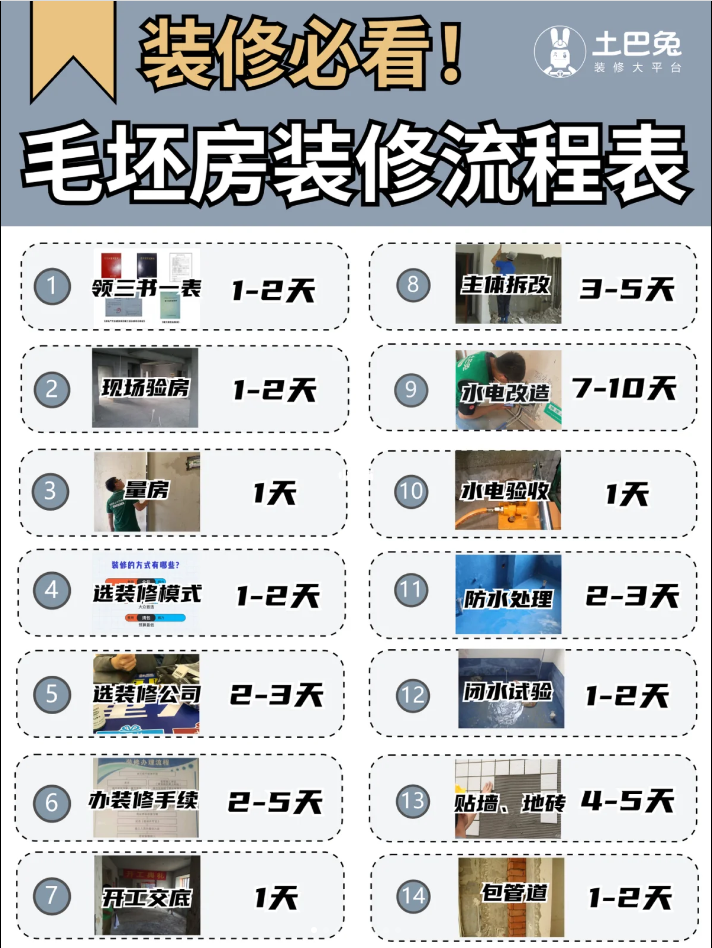 装修必看!
土巴兔
装修大平台
毛坯房装修流程表
1 领三书一表 1-2天
2 现场验房 1-2天
3 量房 1天
4 装修的方式有哪些?
选装修模式 1-2天
5 选装修公司 2-3天
6 办装修手续 2-5天
7 开工交底 1天
8 主体拆改 3-5天
9 水电改造 7-10天
10 水电验收 1天
11 防水处理 2-3天
12 闭水试验 1-2天
13 贴墙、地砖 4-5天
14 包管道 1-2天